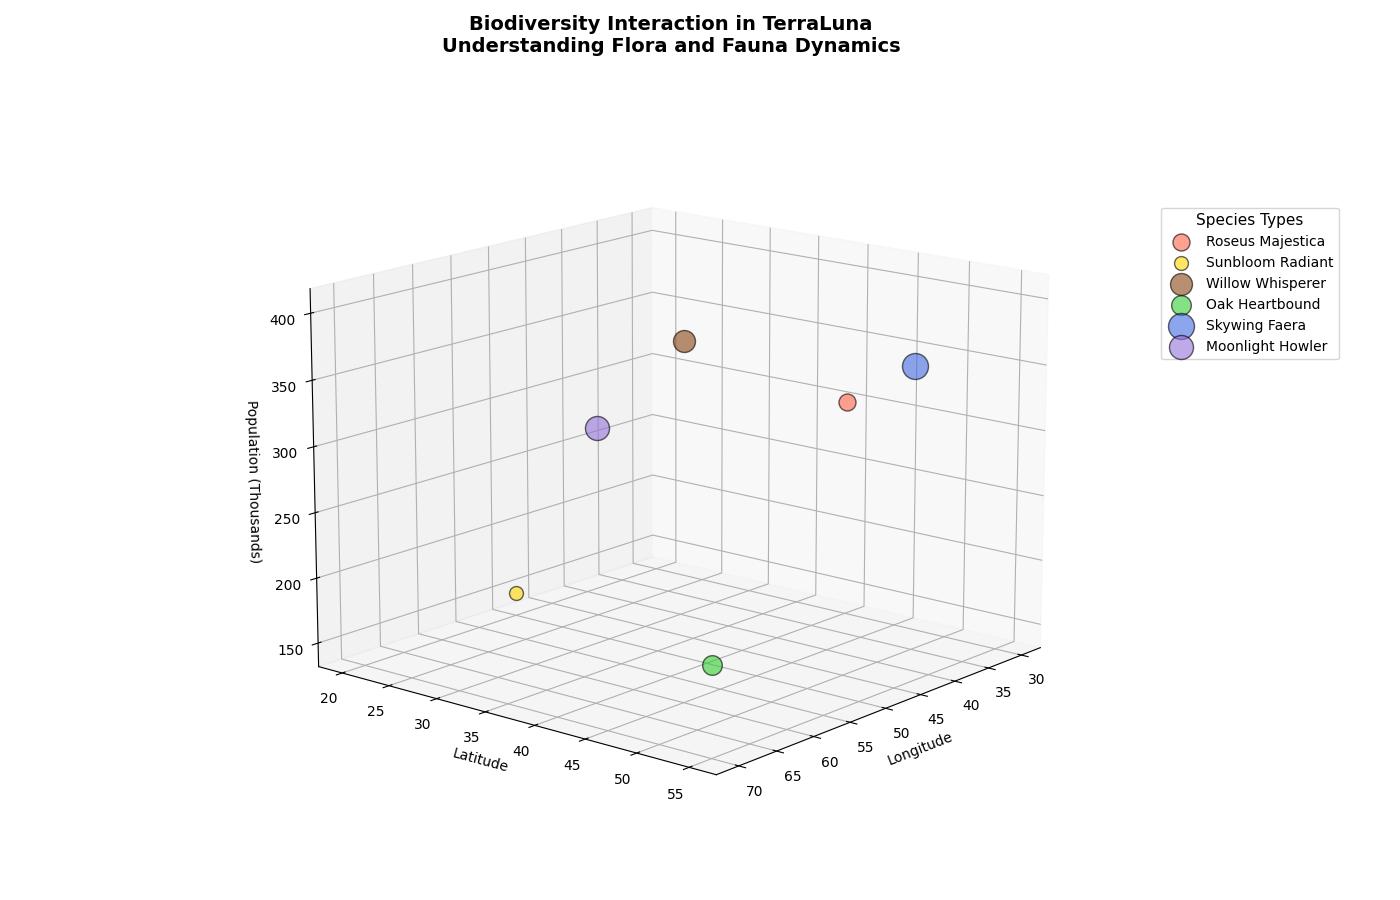 Biodiversity Interaction in TerraLuna
Understanding Flora and Fauna Dynamics
Species Types
Roseus Majestica
Sunbloom Radiant
Willow Whisperer
Oak Heartbound
Skywing Faera
Moonlight Howler
Population (Thousands)
400
350
300
250
200
150
20
25
30
35
40
45
50
55
Latitude
70
65
60
55
50
45
40
35
30
Longitude